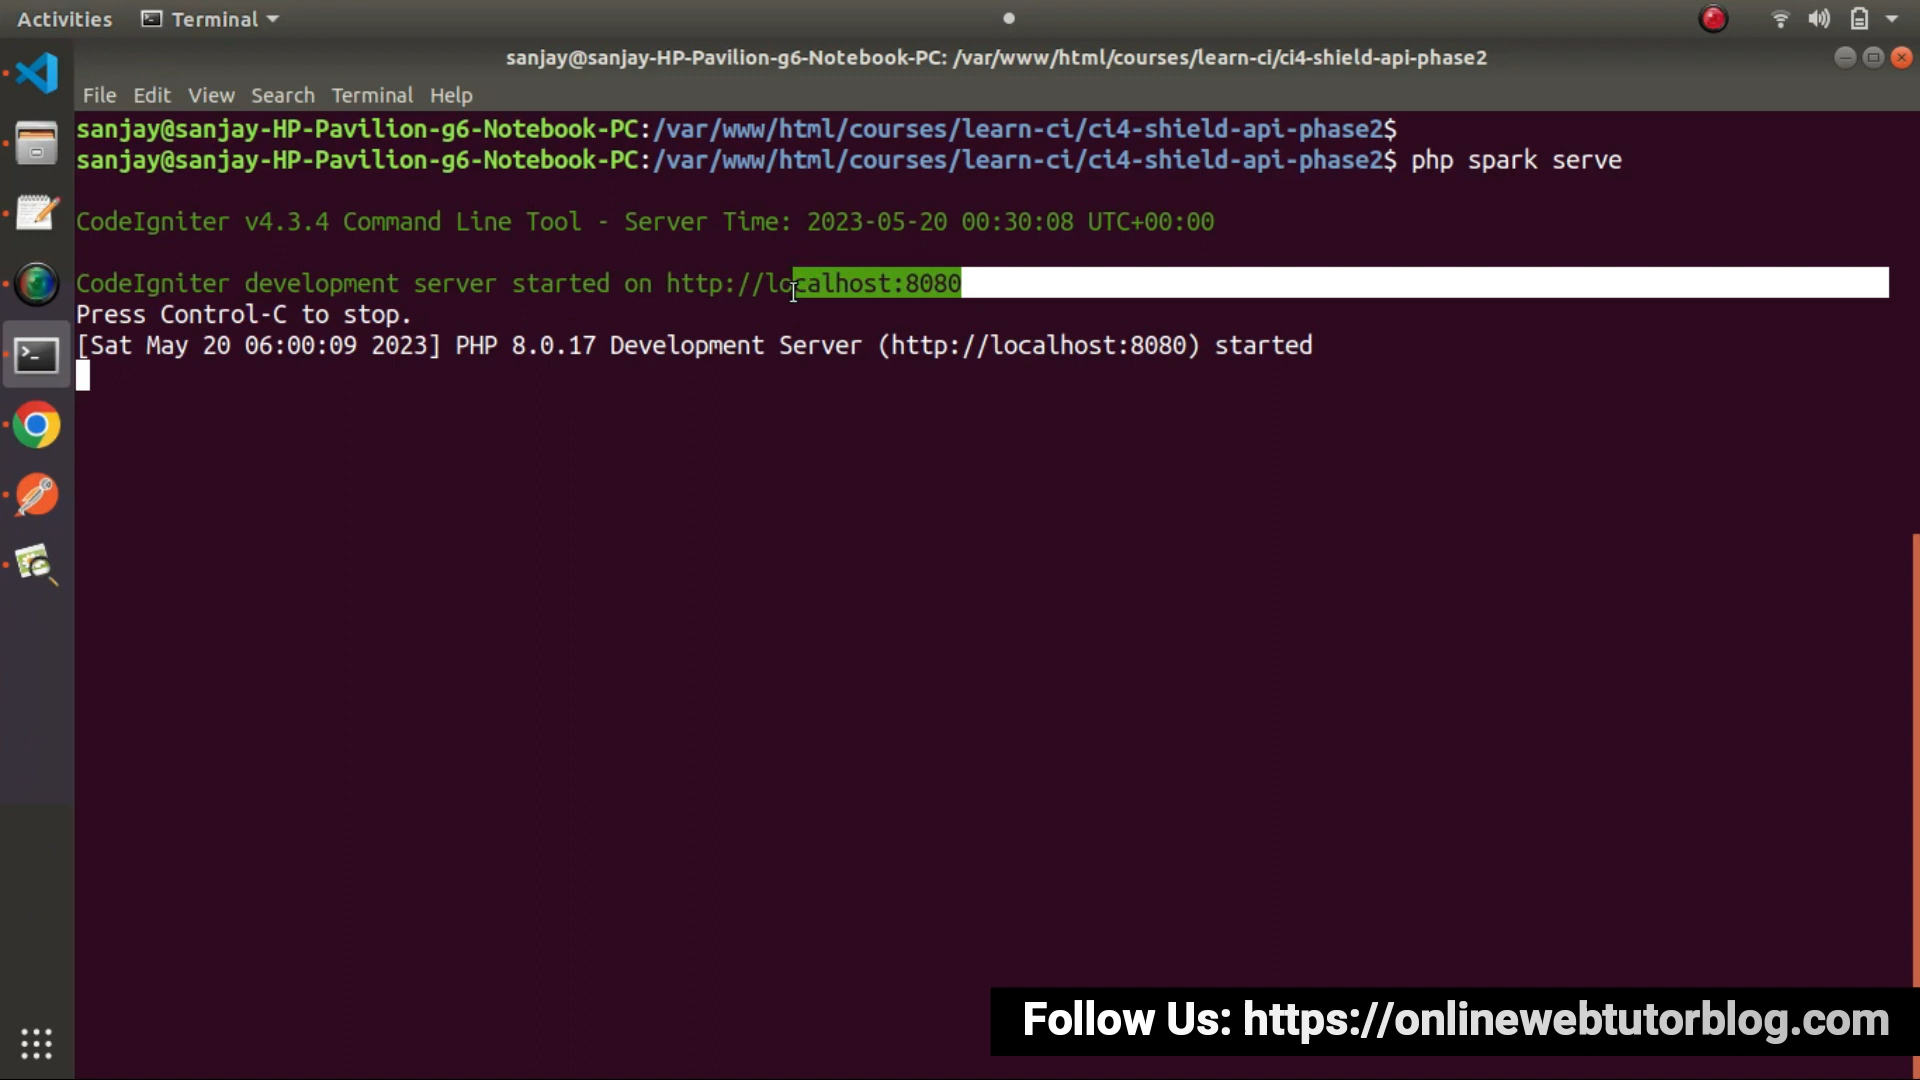 Activities
Terminal
sanjay@sanjay-HP-Pavilion-g6-Notebook-PC: /var/www/html/courses/learn-ci/ci4-shield-api-phase2
File Edit View Search Terminal Help
sanjay@sanjay-HP-Pavilion-g6-Notebook-PC:/var/www/html/courses/learn-ci/ci4-shield-api-phase2$
sanjay@sanjay-HP-Pavilion-g6-Notebook-PC:/var/www/html/courses/learn-ci/ci4-shield-api-phase2$ php spark serve
CodeIgniter v4.3.4 Command Line Tool - Server Time: 2023-05-20 00:30:08 UTC+00:00
CodeIgniter development server started on http://localhost:8080
Press Control-C to stop.
[Sat May 20 06:00:09 2023] PHP 8.0.17 Development Server (http://localhost:8080) started
Follow Us: https://onlinewebtutorblog.com